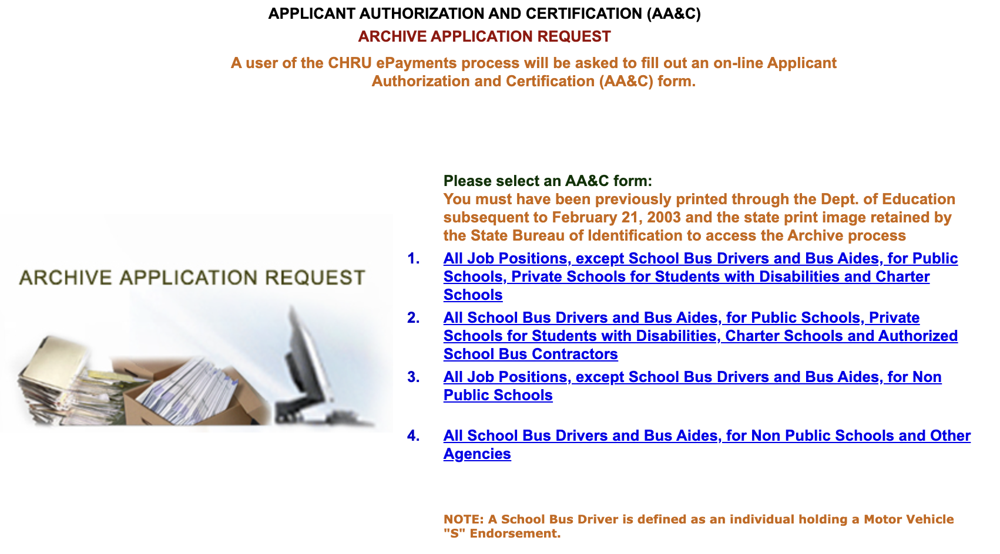 APPLICANT AUTHORIZATION AND CERTIFICATION (AA&C)
ARCHIVE APPLICATION REQUEST
A user of the CHRU ePayments process will be asked to fill out an on-line Applicant
Authorization and Certification (AA&C) form.
ARCHIVE APPLICATION REQUEST
Please select an AA&C form:
You must have been previously printed through the Dept. of Education
subsequent to February 21, 2003 and the state print image retained by
the State Bureau of Identification to access the Archive process
1. All Job Positions, except School Bus Drivers and Bus Aides, for Public
Schools, Private Schools for Students with Disabilities and Charter
Schools
2. All School Bus Drivers and Bus Aides, for Public Schools, Private
Schools for Students with Disabilities, Charter Schools and Authorized
School Bus Contractors
3. All Job Positions, except School Bus Drivers and Bus Aides, for Non
Public Schools
4. All School Bus Drivers and Bus Aides, for Non Public Schools and Other
Agencies
NOTE: A School Bus Driver is defined as an individual holding a Motor Vehicle
"S" Endorsement.